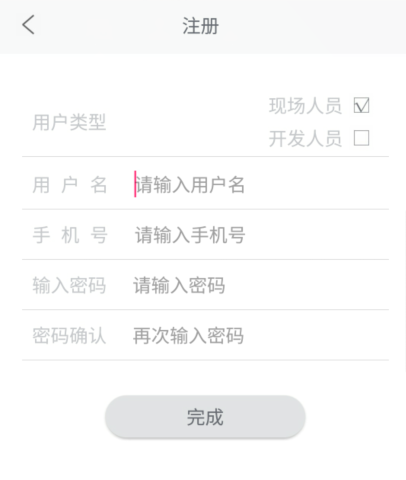 注册
现场人员
用户类型
开发人员
用 户 名 请输入用户名
手 机 号 请输入手机号
输入密码 请输入密码
密码确认 再次输入密码
完成